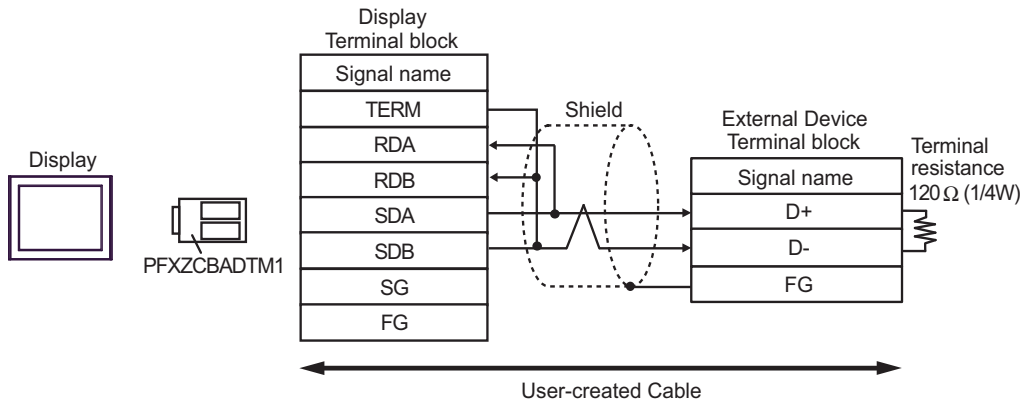 Display
Terminal block
Signal name
TERM
RDA
RDB
SDA
SDB
SG
FG
Display
PFXZCBADTM1
Shield
External Device
Terminal block
Signal name
D+
D-
FG
Terminal
resistance
120 Ω (1/4W)
User-created Cable